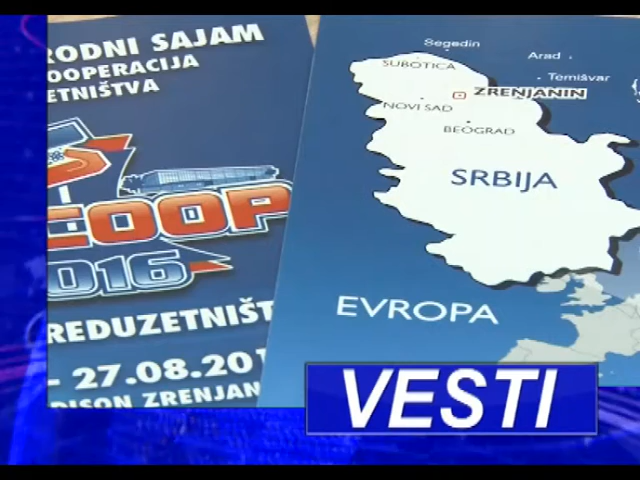 RODNI SAJAM
OOPERACIJA
ETNIŠTVA
COOP
2016
REDUZETNIŠT
- 27.08.201
DISON ZRENJAN
Segedin
Arad
SUBOTICA
Temišvar
ZRENJANIN
NOVI SAD
BEOGRAD
SRBIJA
EVROPA
VESTI